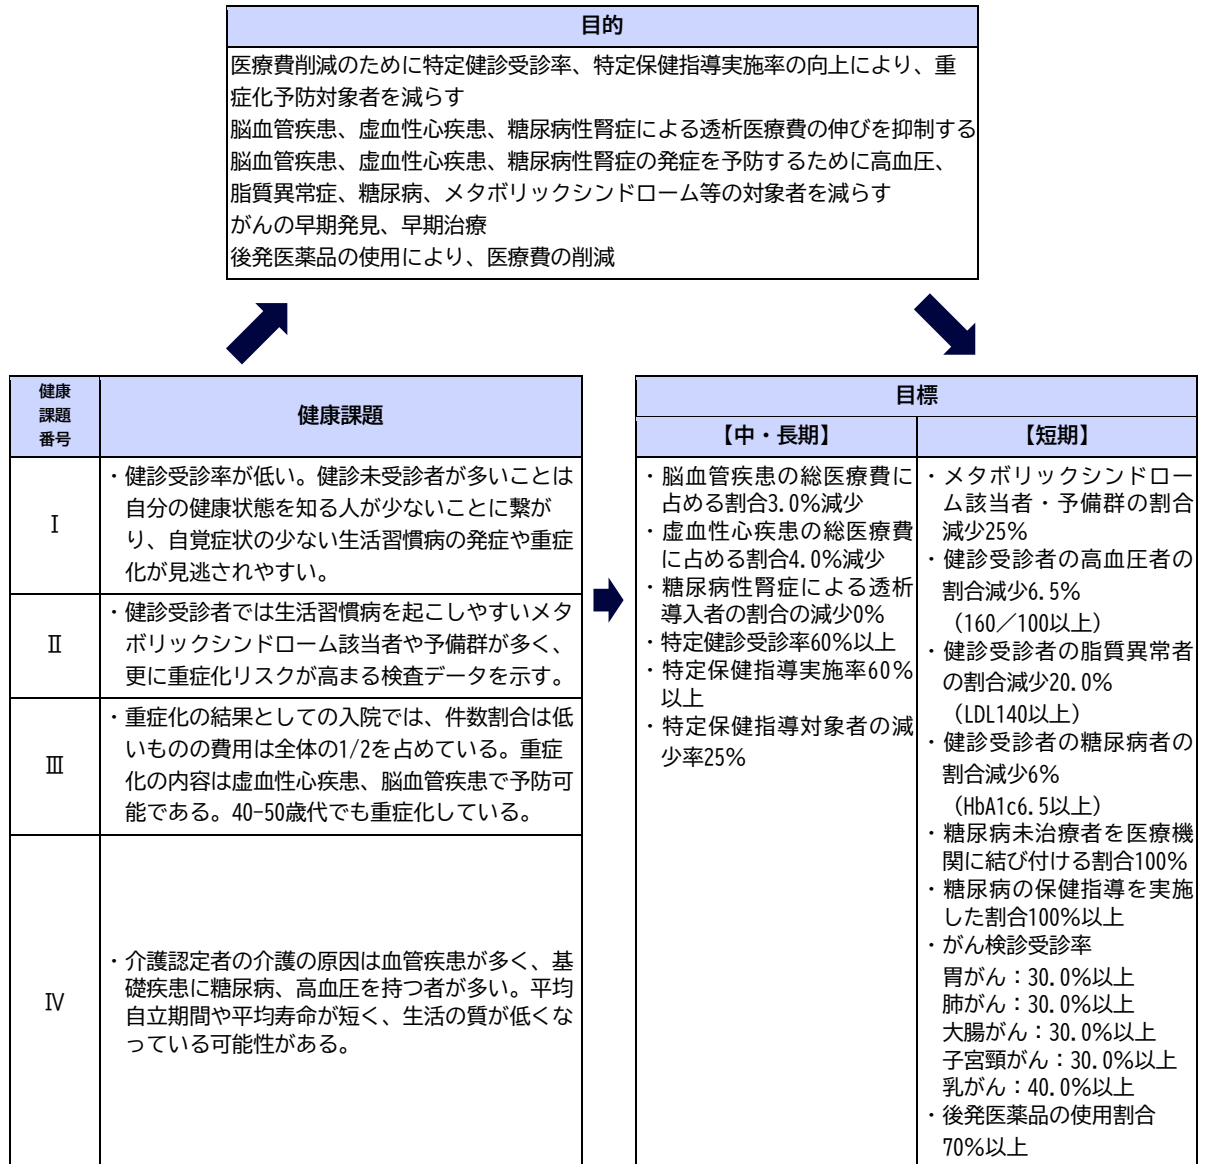 目的
医療費削減のために特定健診受診率、特定保健指導実施率の向上により、重
症化予防対象者を減らす
脳血管疾患、虚血性心疾患、糖尿病性腎症による透析医療費の伸びを抑制する
脳血管疾患、虚血性心疾患、糖尿病性腎症の発症を予防するために高血圧、
脂質異常症、糖尿病、メタボリックシンドローム等の対象者を減らす
がんの早期発見、早期治療
後発医薬品の使用により、医療費の削減
健康
課題
番号
健康課題
Ⅰ
・健診受診率が低い。健診未受診者が多いことは
自分の健康状態を知る人が少ないことに繋が
り、自覚症状の少ない生活習慣病の発症や重症
化が見逃されやすい。
Ⅱ
・健診受診者では生活習慣病を起こしやすいメタ
ボリックシンドローム該当者や予備群が多く、
更に重症化リスクが高まる検査データを示す。
Ⅲ
・重症化の結果としての入院では、件数割合は低
いものの費用は全体の1/2を占めている。重症
化の内容は虚血性心疾患、脳血管疾患で予防可
能である。40-50歳代でも重症化している。
Ⅳ
・介護認定者の介護の原因は血管疾患が多く、基
礎疾患に糖尿病、高血圧を持つ者が多い。平均
自立期間や平均寿命が短く、生活の質が低くな
っている可能性がある。
目標
【中・長期】
・脳血管疾患の総医療費に
占める割合3.0%減少
・虚血性心疾患の総医療費
に占める割合4.0%減少
・糖尿病性腎症による透析
導入者の割合の減少0%
・特定健診受診率60%以上
・特定保健指導実施率60%
以上
・特定保健指導対象者の減
少率25%
【短期】
・メタボリックシンドロー
ム該当者・予備群の割合
減少25%
・健診受診者の高血圧者の
割合減少6.5%
（160／100以上）
・健診受診者の脂質異常者
の割合減少20.0%
（LDL140以上）
・健診受診者の糖尿病者の
割合減少6%
（HbA1c6.5以上）
・糖尿病未治療者を医療機
関に結び付ける割合100%
・糖尿病の保健指導を実施
した割合100%以上
・がん検診受診率
胃がん：30.0%以上
肺がん：30.0%以上
大腸がん：30.0%以上
子宮頸がん：30.0%以上
乳がん：40.0%以上
・後発医薬品の使用割合
70%以上